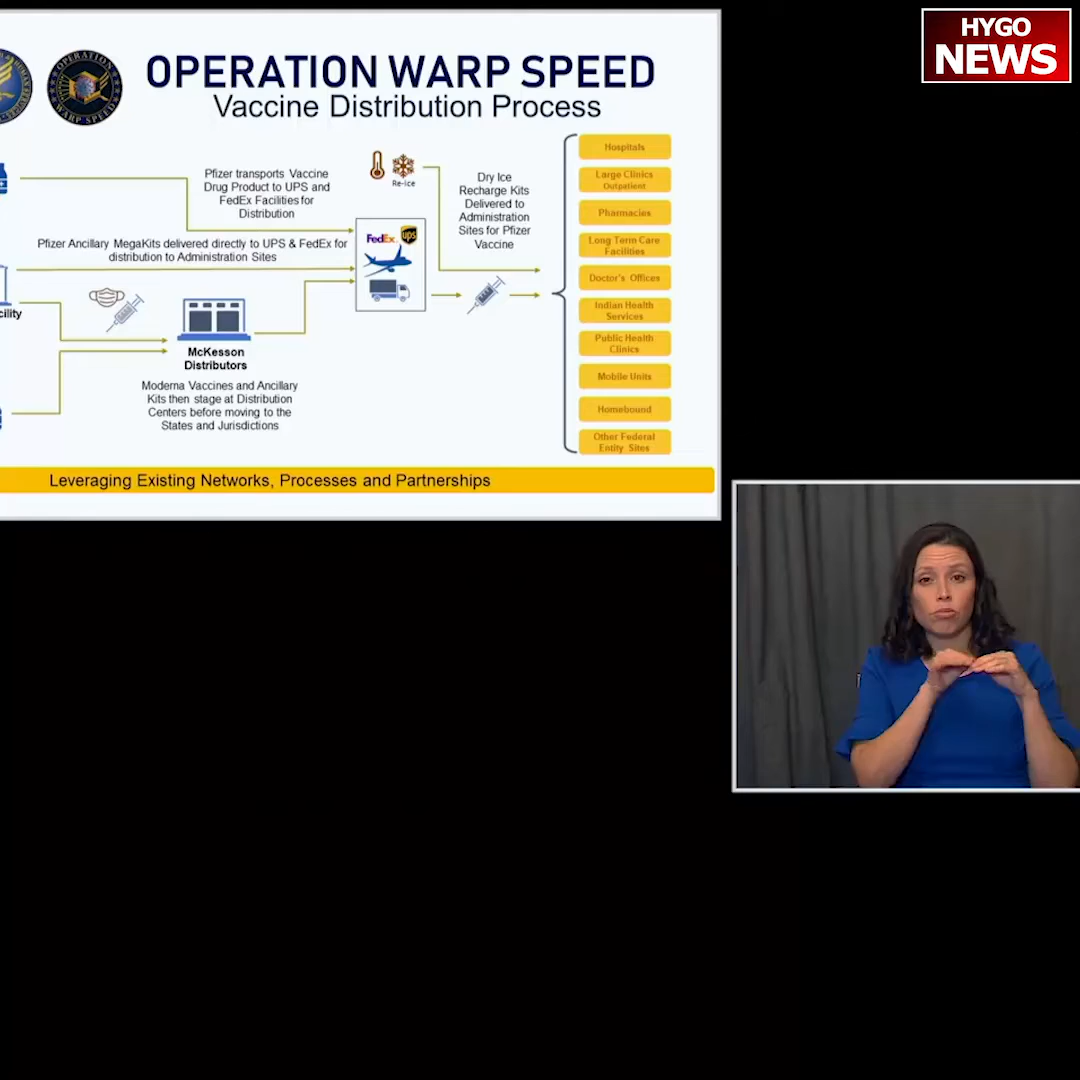 HYGO
NEWS
OPERATION WARP SPEED
Vaccine Distribution Process
OPERATION
WARP SPEED
Pfizer transports Vaccine
Drug Product to UPS and
FedEx Facilities for
Distribution
Re-Ice
Dry Ice
Recharge Kits
Delivered to
Administration
Sites for Pfizer
Vaccine
Pfizer Ancillary MegaKits delivered directly to UPS & FedEx for
distribution to Administration Sites
FedEx
ups
cility
McKesson
Distributors
Moderna Vaccines and Ancillary
Kits then stage at Distribution
Centers before moving to the
States and Jurisdictions
Hospitals
Large Clinics
Outpatient
Pharmacies
Long Term Care
Facilities
Doctor's Offices
Indian Health
Services
Public Health
Clinics
Mobile Units
Homebound
Other Federal
Entity Sites
Leveraging Existing Networks, Processes and Partnerships